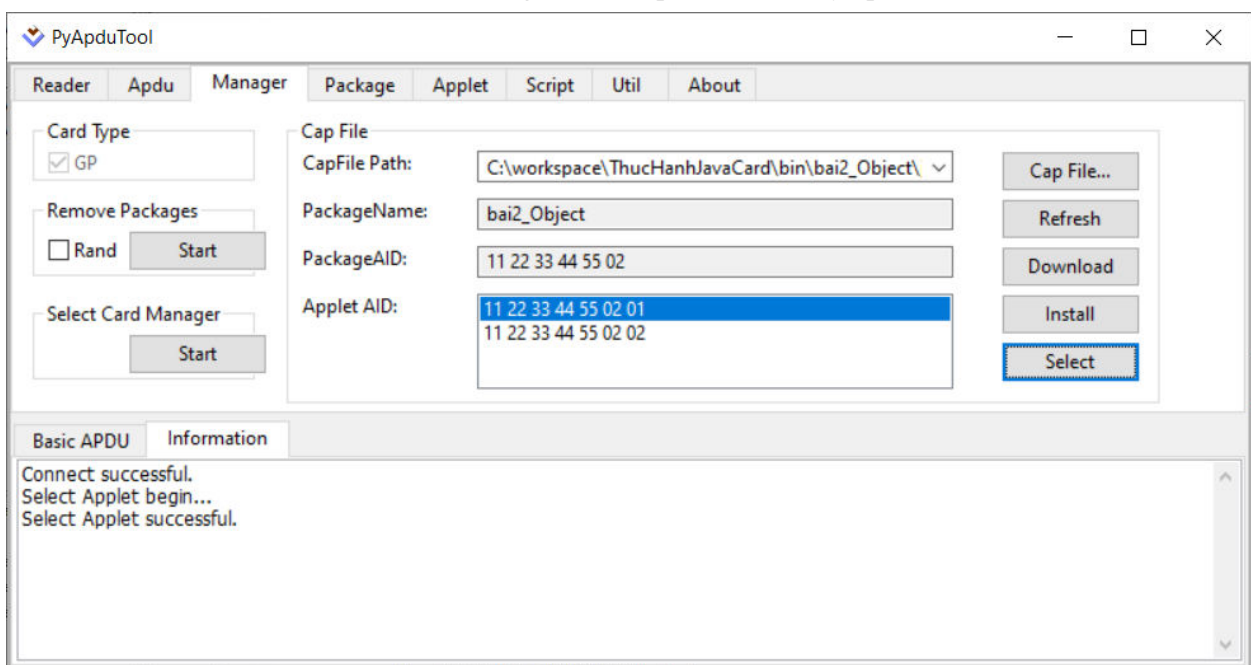 PyApduTool
Reader Apdu Manager Package Applet Script Util About
Card Type
GP
Remove Packages
Rand Start
Select Card Manager
Start
Cap File
CapFile Path: C:\workspace\ThucHanhJavaCard\bin\bai2_Object\
PackageName: bai2_Object
PackageAID: 11 22 33 44 55 02
Applet AID: 11 22 33 44 55 02 01
11 22 33 44 55 02 02
Cap File...
Refresh
Download
Install
Select
Basic APDU Information
Connect successful.
Select Applet begin...
Select Applet successful.